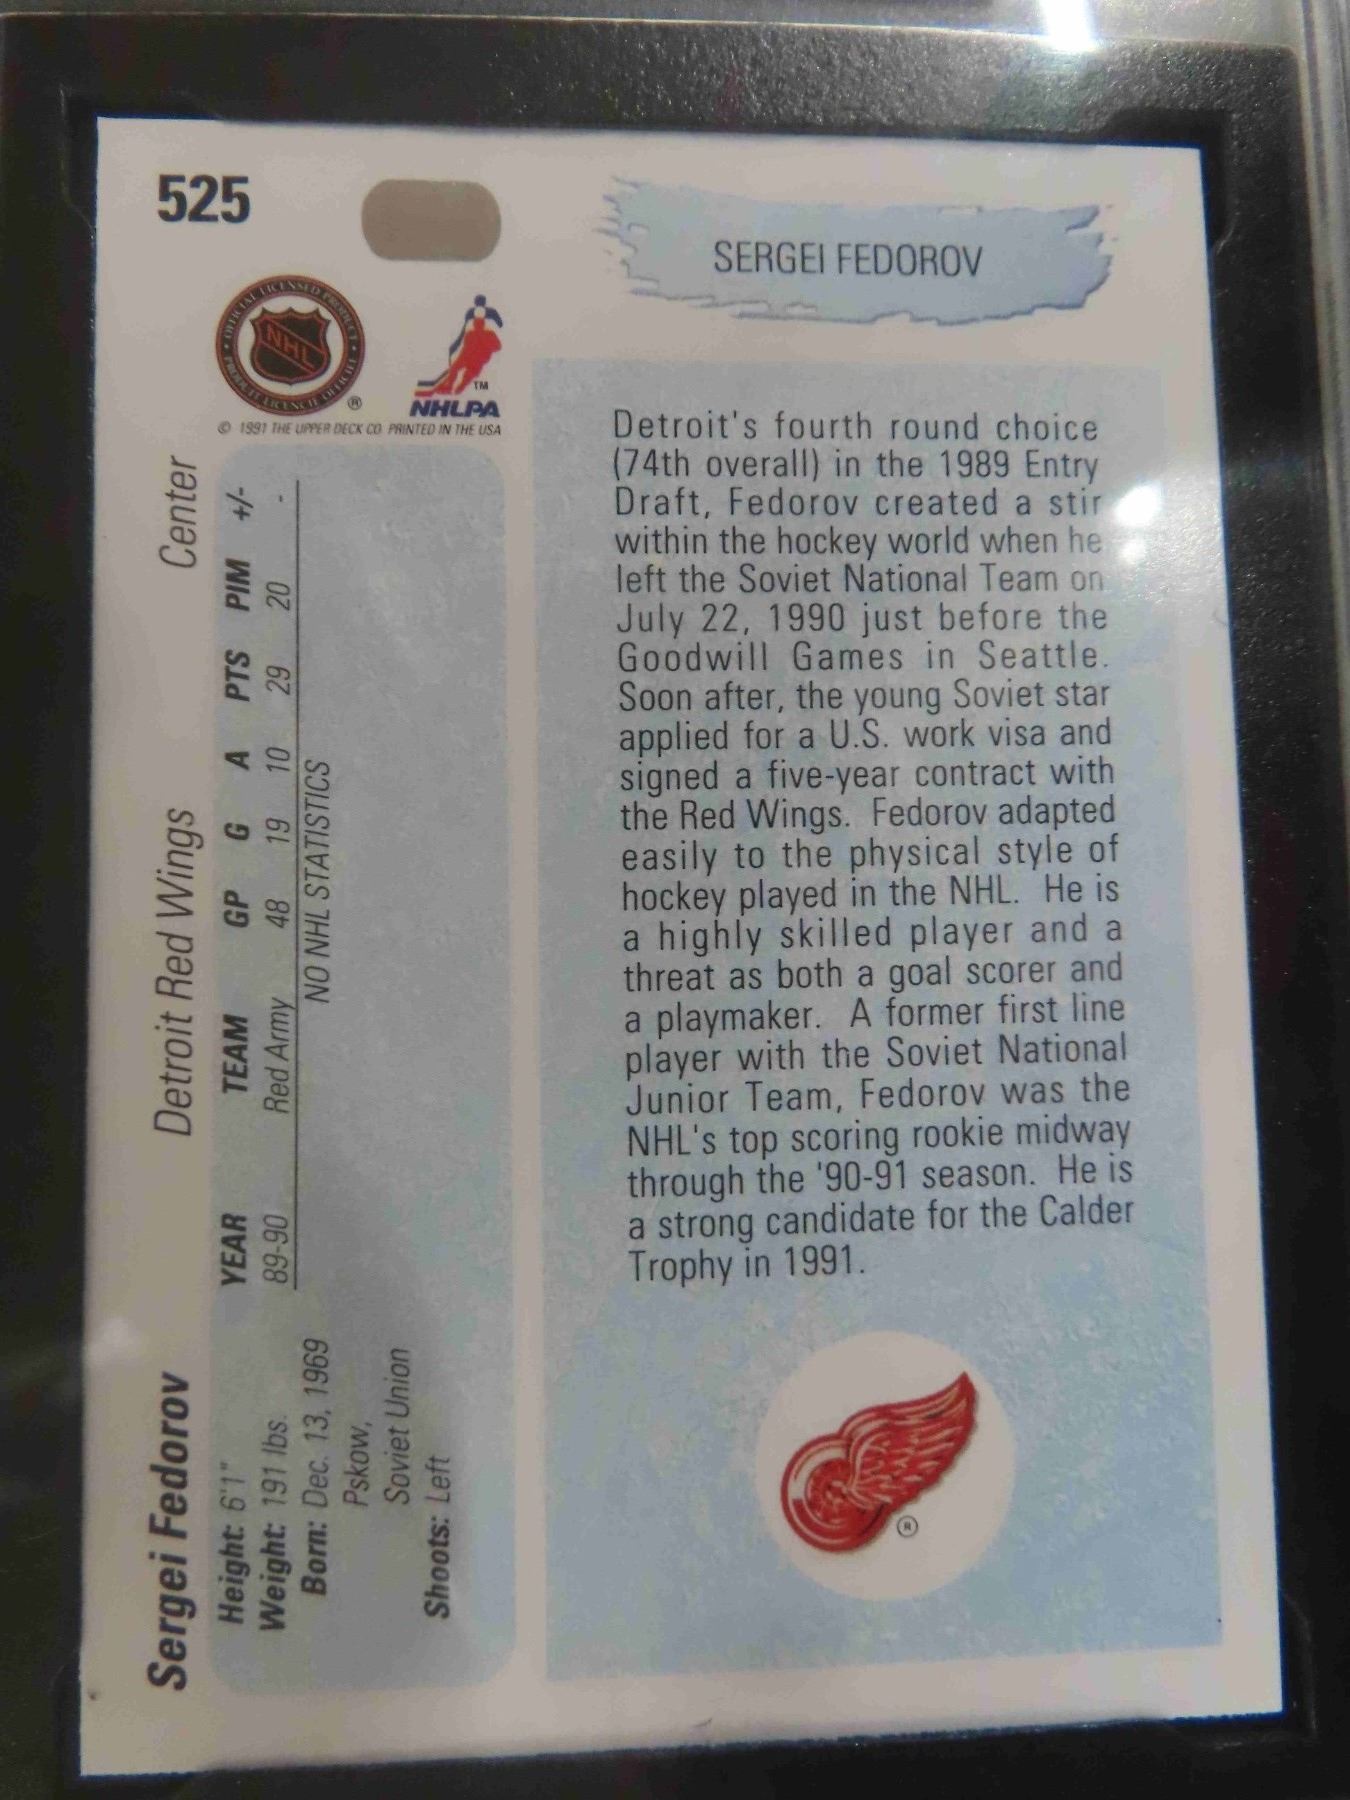 525
SERGEI FEDOROV
OFFICIAL LICENSED PRODUCT
NHL
PRODUIT LICENCIE OFFICIEL
®
TM
NHLPA
© 1991 THE UPPER DECK CO. PRINTED IN THE USA
Sergei Fedorov Detroit Red Wings Center
Height: 6'1"
Weight: 191 lbs.
Born: Dec. 13, 1969
Pskow,
Soviet Union
Shoots: Left
YEAR TEAM GP G A PTS PIM +/-
89-90 Red Army 48 19 10 29 20 -
NO NHL STATISTICS
Detroit's fourth round choice
(74th overall) in the 1989 Entry
Draft, Fedorov created a stir
within the hockey world when he
left the Soviet National Team on
July 22, 1990 just before the
Goodwill Games in Seattle.
Soon after, the young Soviet star
applied for a U.S. work visa and
signed a five-year contract with
the Red Wings. Fedorov adapted
easily to the physical style of
hockey played in the NHL. He is
a highly skilled player and a
threat as both a goal scorer and
a playmaker. A former first line
player with the Soviet National
Junior Team, Fedorov was the
NHL's top scoring rookie midway
through the '90-91 season. He is
a strong candidate for the Calder
Trophy in 1991.
®